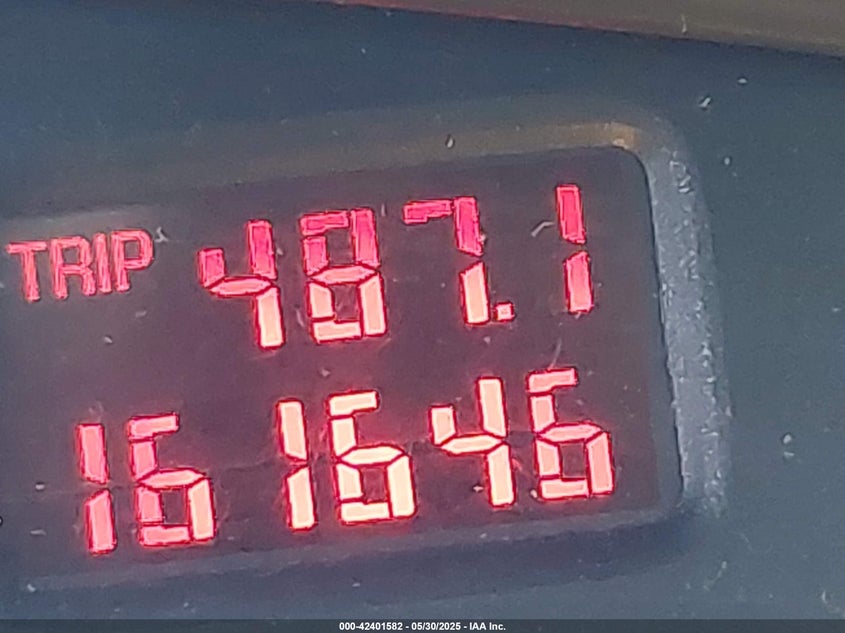 TRIP 487.1
161646
000-42401582 - 05/30/2025 - IAA Inc.